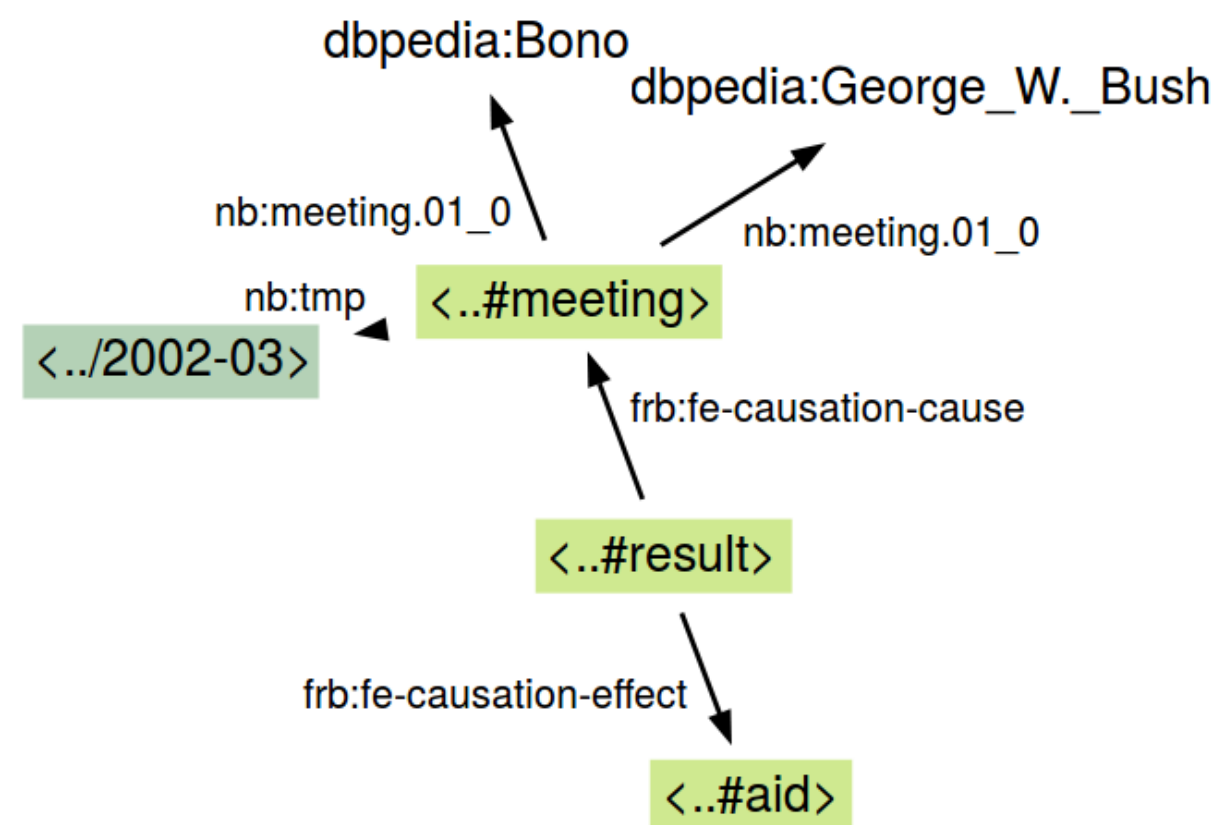 dbpedia:Bono
dbpedia:George_W._Bush
nb:meeting.01_0
nb:meeting.01_0
nb:tmp
<..#meeting>
<../2002-03>
frb:fe-causation-cause
<..#result>
frb:fe-causation-effect
<..#aid>